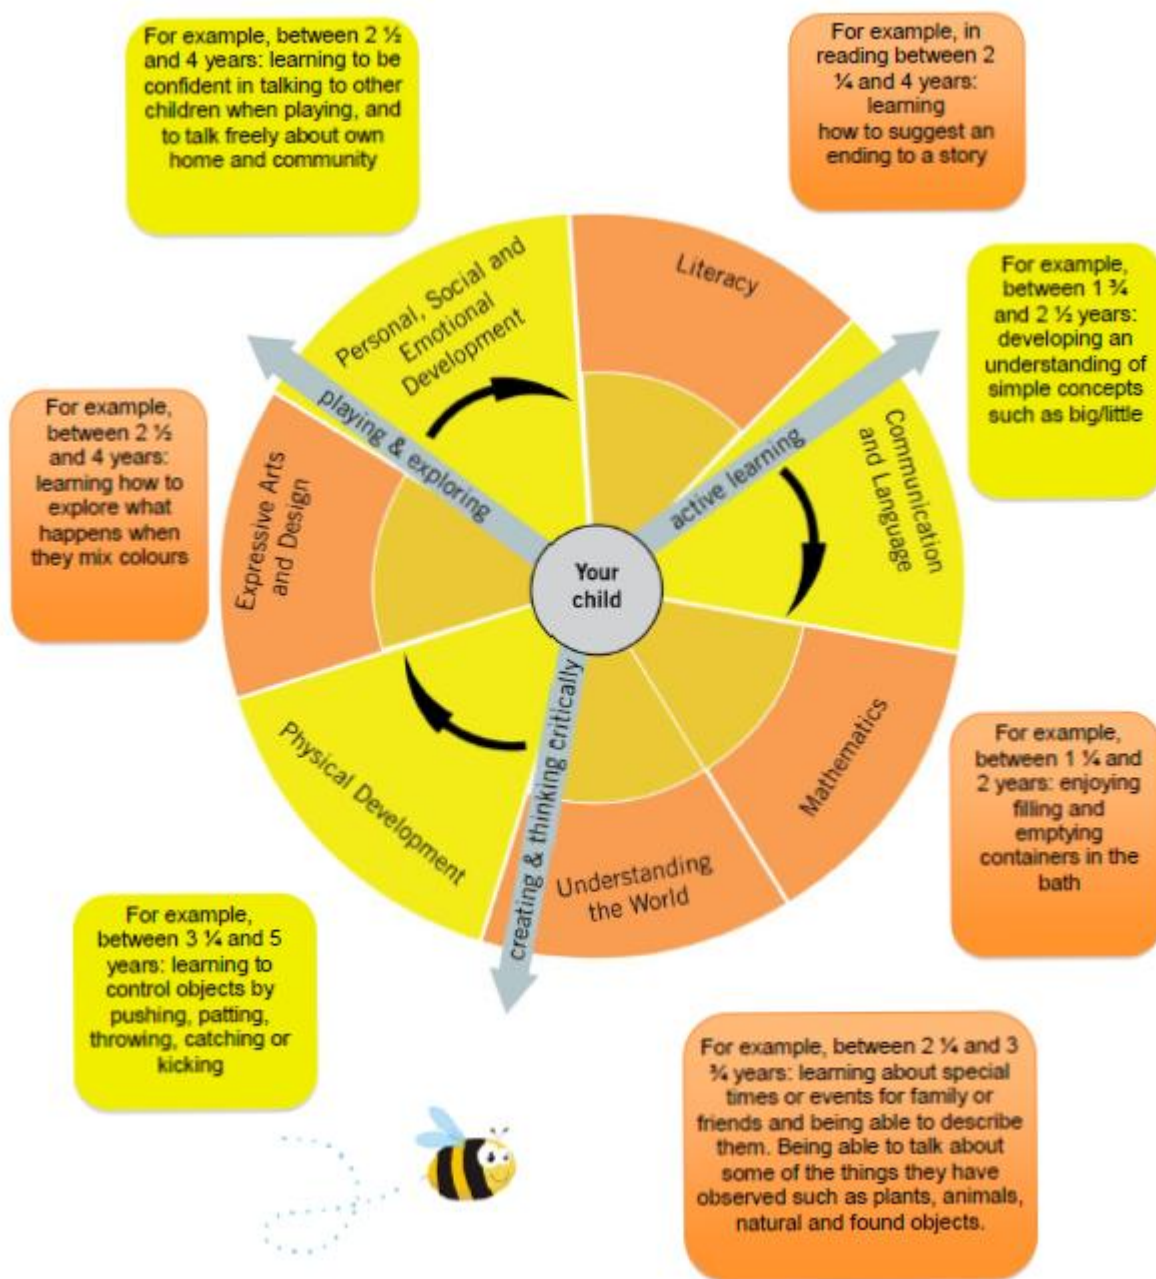 For example, between 2 ½
and 4 years: learning to be
confident in talking to other
children when playing, and
to talk freely about own
home and community
For example, in
reading between 2
¼ and 4 years:
learning
how to suggest an
ending to a story
For example,
between 1 ¾
and 2 ½ years:
developing an
understanding of
simple concepts
such as big/little
For example,
between 2 ½
and 4 years:
learning how to
explore what
happens when
they mix colours
Personal, Social and
Emotional
Development
Literacy
Communication
and Language
Expressive Arts
and Design
playing & exploring
active learning
Your
child
creating & thinking critically
Physical Development
Understanding
the World
Mathematics
For example,
between 1 ¼ and
2 years: enjoying
filling and
emptying
containers in the
bath
For example,
between 3 ¼ and 5
years: learning to
control objects by
pushing, patting,
throwing, catching or
kicking
For example, between 2 ¼ and 3
¾ years: learning about special
times or events for family or
friends and being able to describe
them. Being able to talk about
some of the things they have
observed such as plants, animals,
natural and found objects.